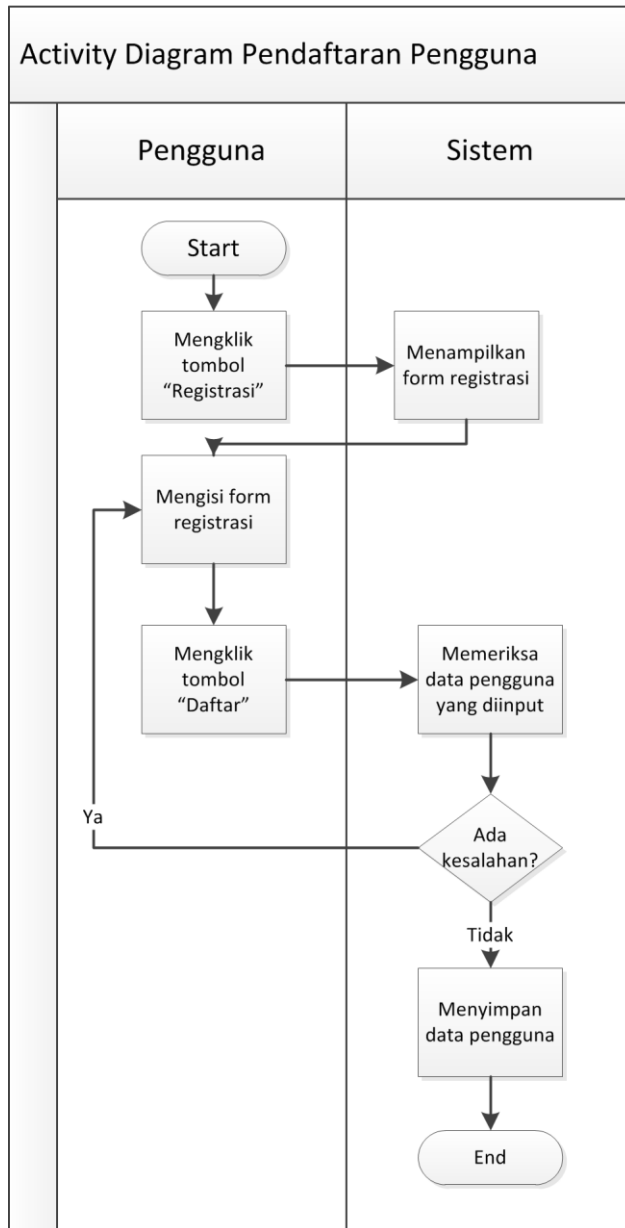 Activity Diagram Pendaftaran Pengguna
Pengguna
Sistem
Start
Mengklik
tombol
“Registrasi”
Menampilkan
form registrasi
Mengisi form
registrasi
Mengklik
tombol
“Daftar”
Memeriksa
data pengguna
yang diinput
Ya
Ada
kesalahan?
Tidak
Menyimpan
data pengguna
End